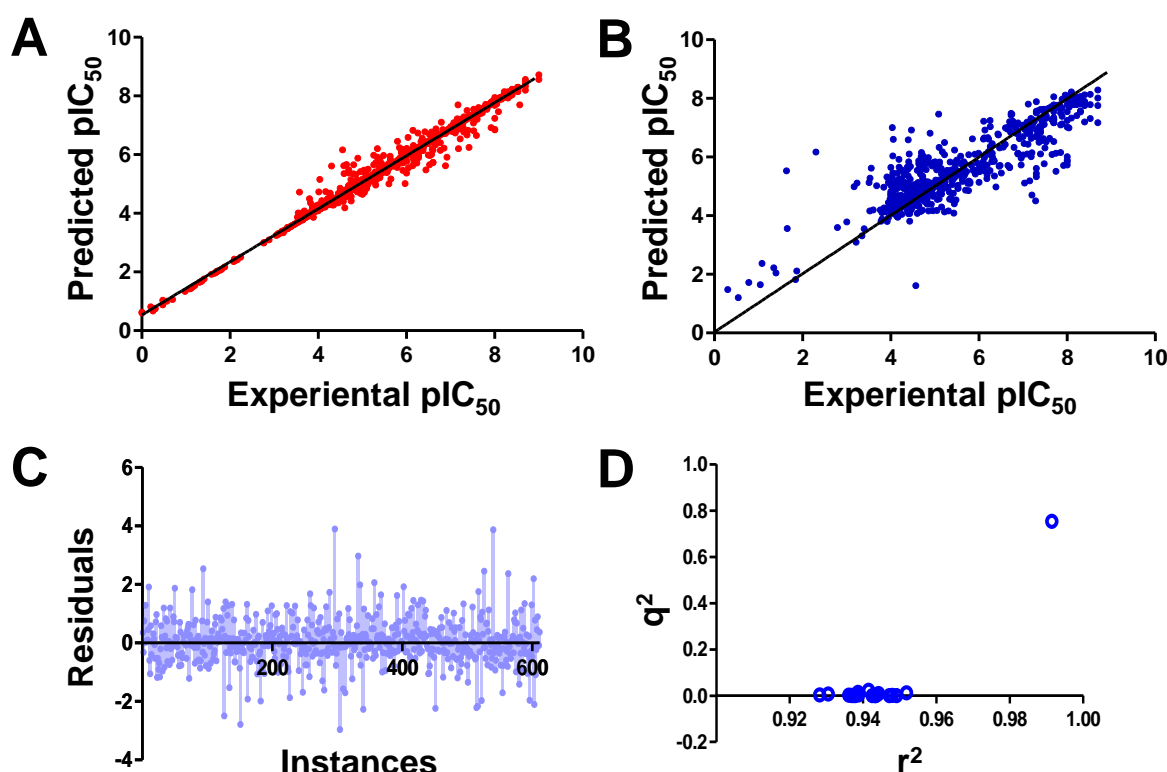 A
10
8
6
4
2
0
0 2 4 6 8 10
Predicted pIC50
Experiental pIC50
B
10
8
6
4
2
0
0 2 4 6 8 10
Predicted pIC50
Experiental pIC50
C
6
4
2
0
-2
-4
200 400 600
Residuals
Instances
D
1.0
0.8
0.6
0.4
0.2
0.0
-0.2
0.92 0.94 0.96 0.98 1.00
q2
r2